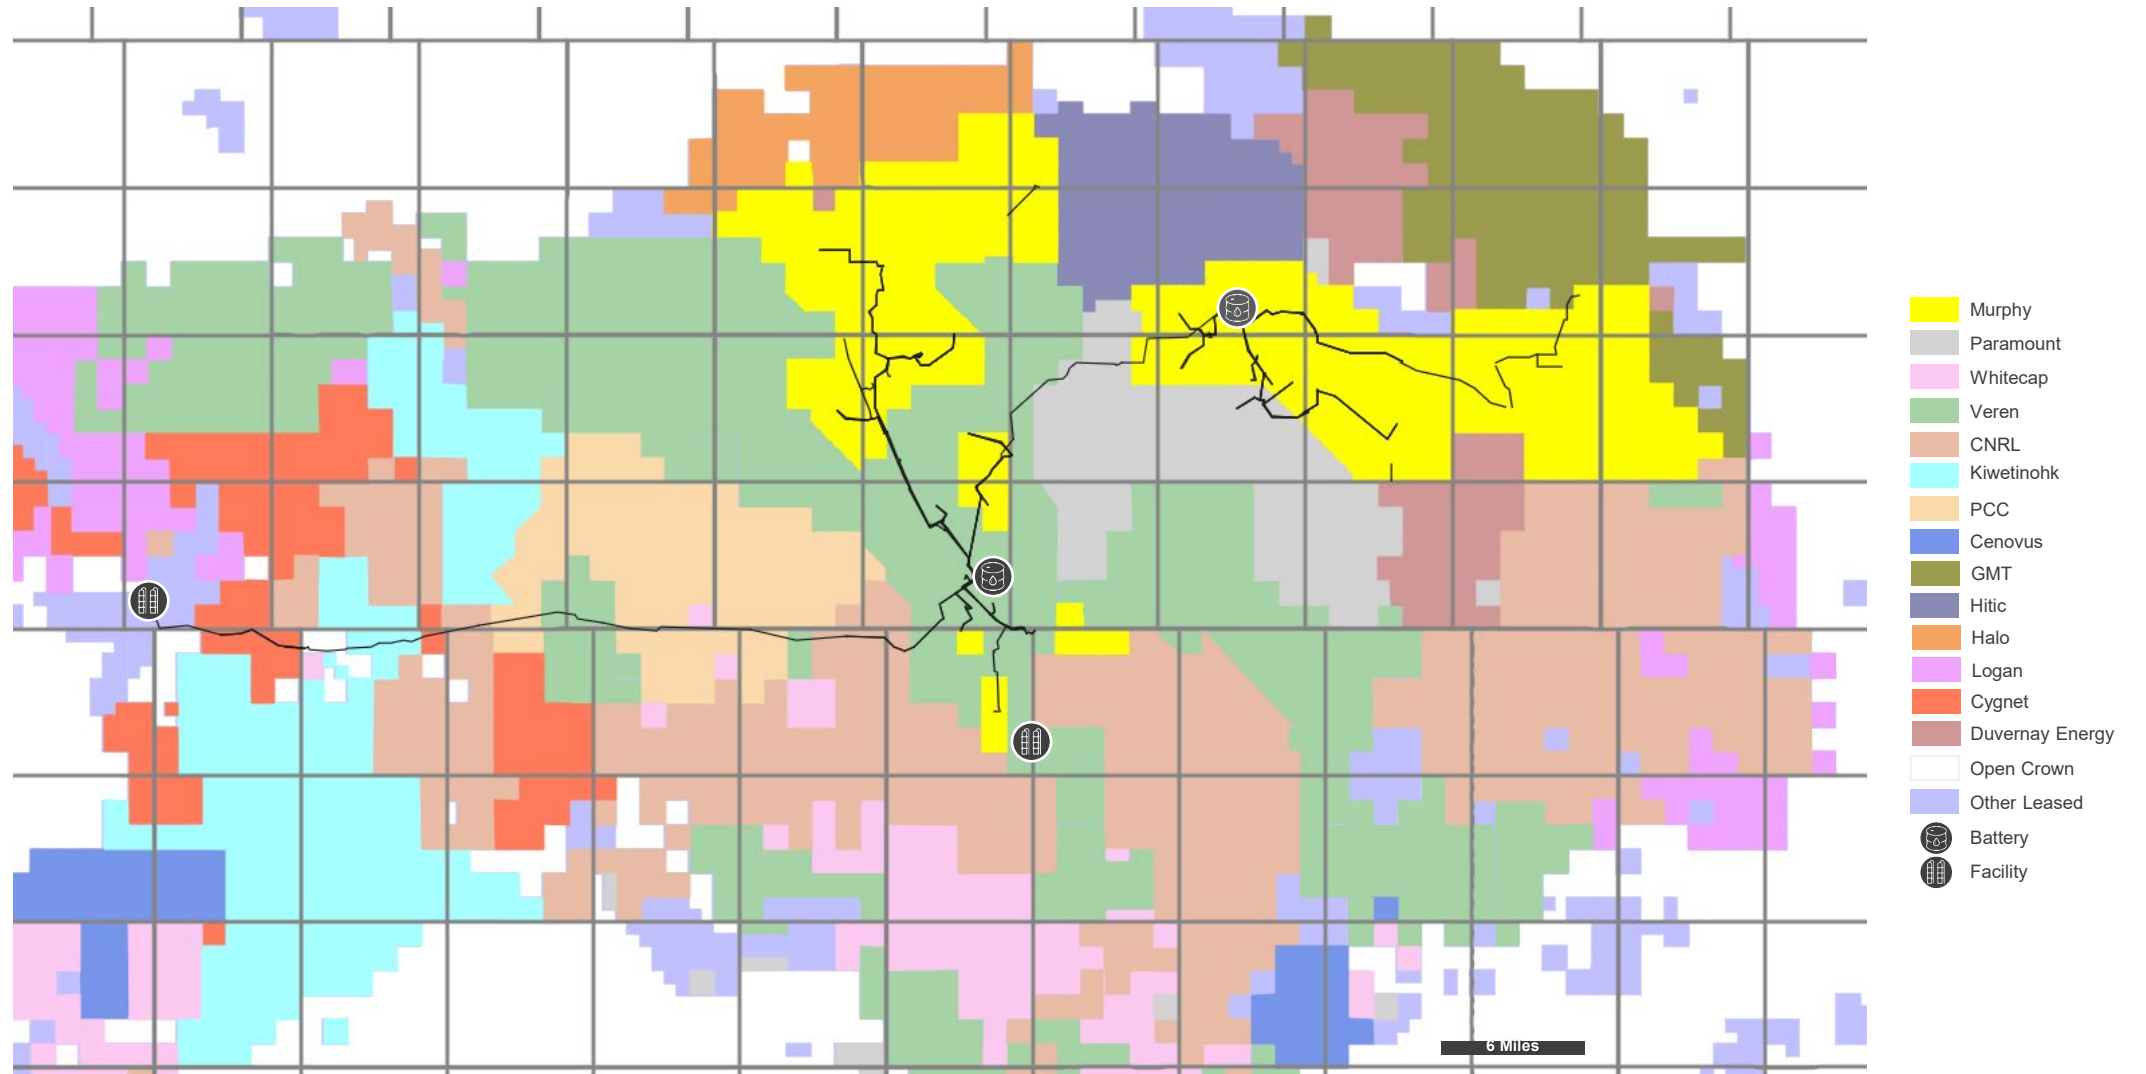 Murphy
Paramount
Whitecap
Veren
CNRL
Kiwetinohk
PCC
Cenovus
GMT
Hitic
Halo
Logan
Cygnet
Duvernay Energy
Open Crown
Other Leased
Battery
Facility
6 Miles